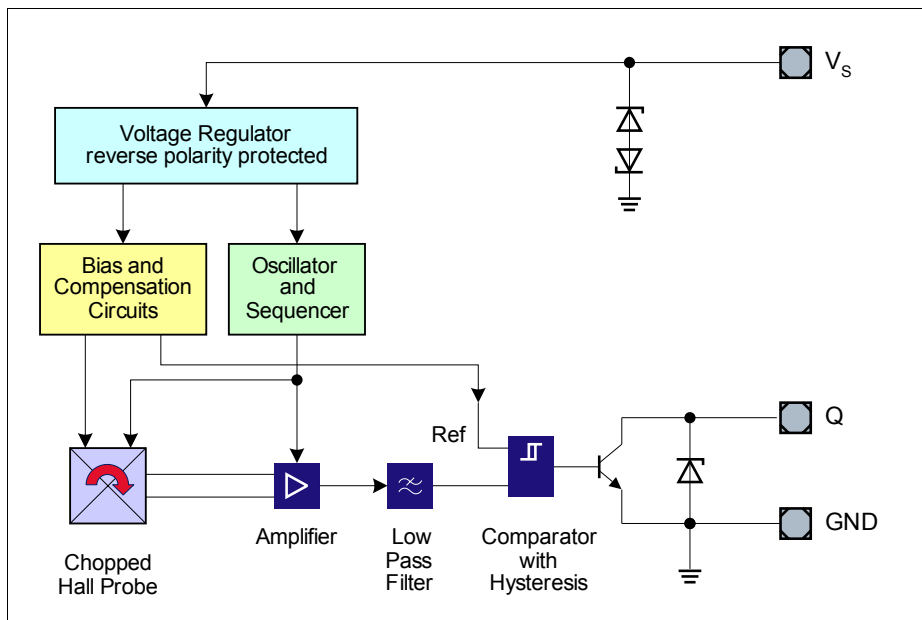 V_S
Voltage Regulator
reverse polarity protected
Bias and
Compensation
Circuits
Oscillator
and
Sequencer
Ref
Q
Amplifier
Low
Pass
Filter
Comparator
with
Hysteresis
GND
Chopped
Hall Probe